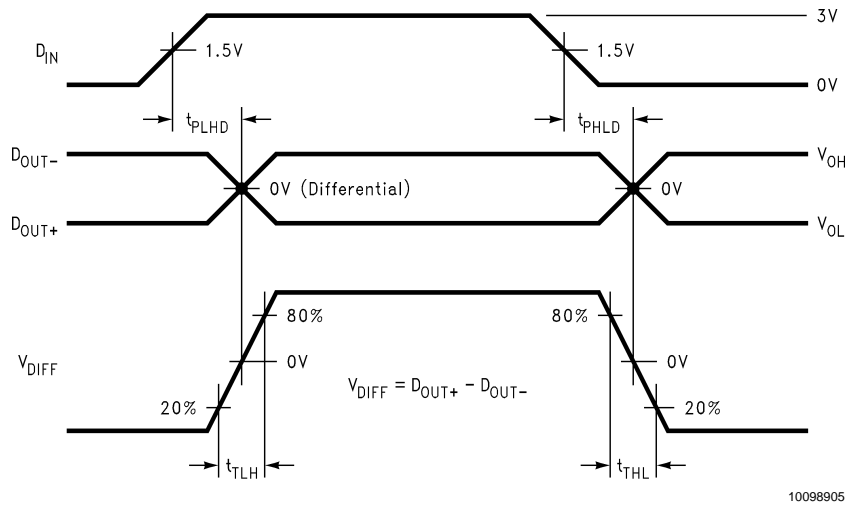 3V
D_IN
1.5V
1.5V
0V
t_PLHD
t_PHLD
D_OUT-
0V (Differential)
0V
V_OH
D_OUT+
V_OL
80%
80%
V_DIFF
0V
0V
V_DIFF = D_OUT+ - D_OUT-
20%
20%
t_TLH
t_THL
10098905